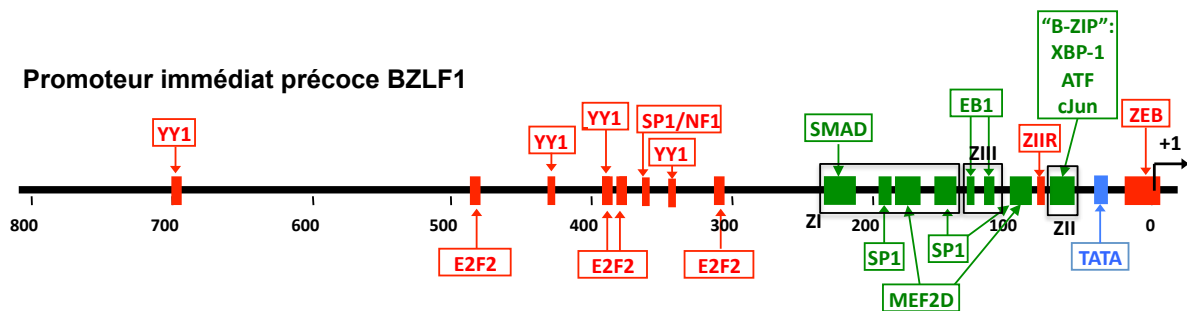 “B-ZIP”:
XBP-1
ATF
cJun
Promoteur immédiat précoce BZLF1
YY1
YY1
YY1
SP1/NF1
YY1
SMAD
EB1
ZIII
ZIIR
ZEB
+1
800
700
600
500
400
300
ZI
200
100
ZII
0
E2F2
E2F2
E2F2
SP1
SP1
MEF2D
TATA